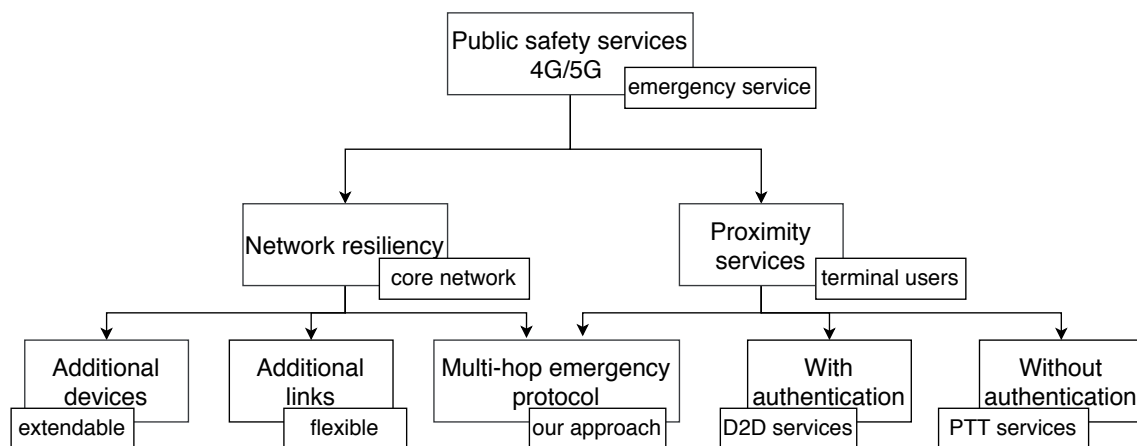 Public safety services
4G/5G
emergency service
Network resiliency
core network
Proximity
services
terminal users
Additional
devices
extendable
Additional
links
flexible
Multi-hop emergency
protocol
our approach
With
authentication
D2D services
Without
authentication
PTT services